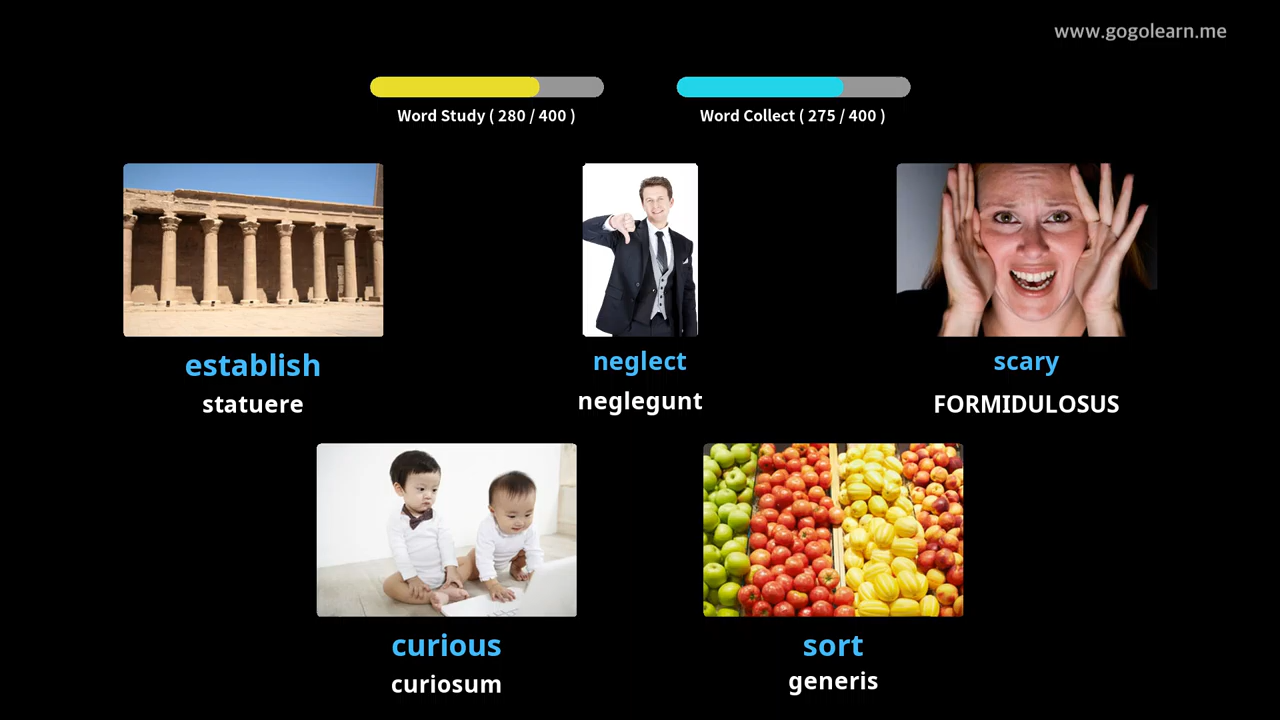 www.gogolearn.me
Word Study ( 280 / 400 )
Word Collect ( 275 / 400 )
establish
statuere
neglect
neglegunt
scary
FORMIDULOSUS
curious
curiosum
sort
generis